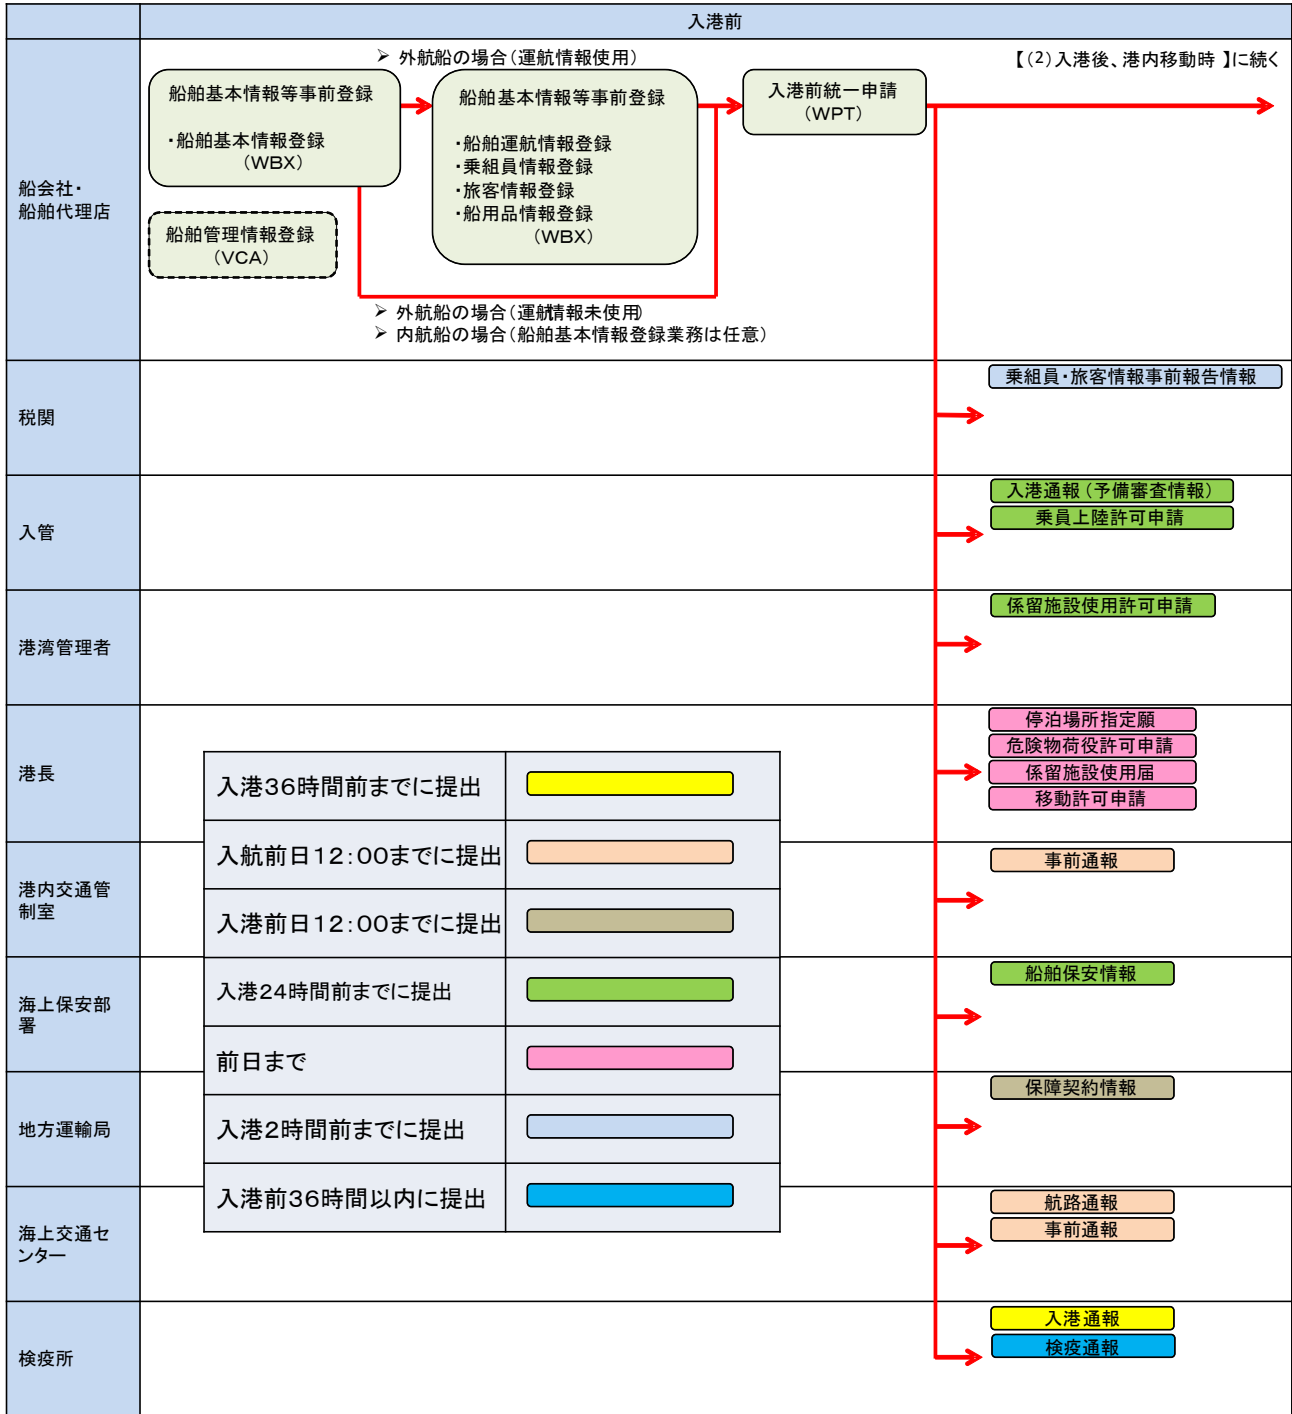 入港前
船会社・
船舶代理店
➢ 外航船の場合(運航情報使用)
【(2)入港後、港内移動時 】に続く
船舶基本情報等事前登録
・船舶基本情報登録
(WBX)
船舶基本情報等事前登録
・船舶運航情報登録
・乗組員情報登録
・旅客情報登録
・船用品情報登録
(WBX)
入港前統一申請
(WPT)
船舶管理情報登録
(VCA)
➢ 外航船の場合(運航情報未使用)
➢ 内航船の場合(船舶基本情報登録業務は任意)
税関
乗組員・旅客情報事前報告情報
入管
入港通報(予備審査情報)
乗員上陸許可申請
港湾管理者
係留施設使用許可申請
港長
停泊場所指定願
危険物荷役許可申請
係留施設使用届
移動許可申請
港内交通管
制室
事前通報
海上保安部
署
船舶保安情報
地方運輸局
保障契約情報
海上交通セ
ンター
航路通報
事前通報
検疫所
入港通報
検疫通報
入港36時間前までに提出
入航前日12:00までに提出
入港前日12:00までに提出
入港24時間前までに提出
前日まで
入港2時間前までに提出
入港前36時間以内に提出